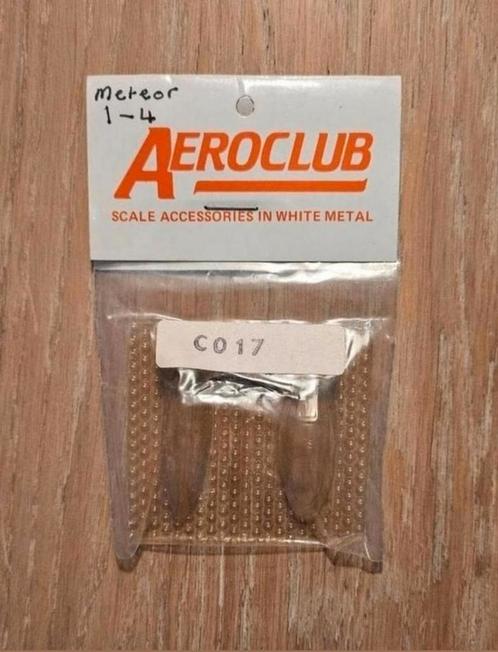 Meteor
1-4
AEROCLUB
SCALE ACCESSORIES IN WHITE METAL
C017